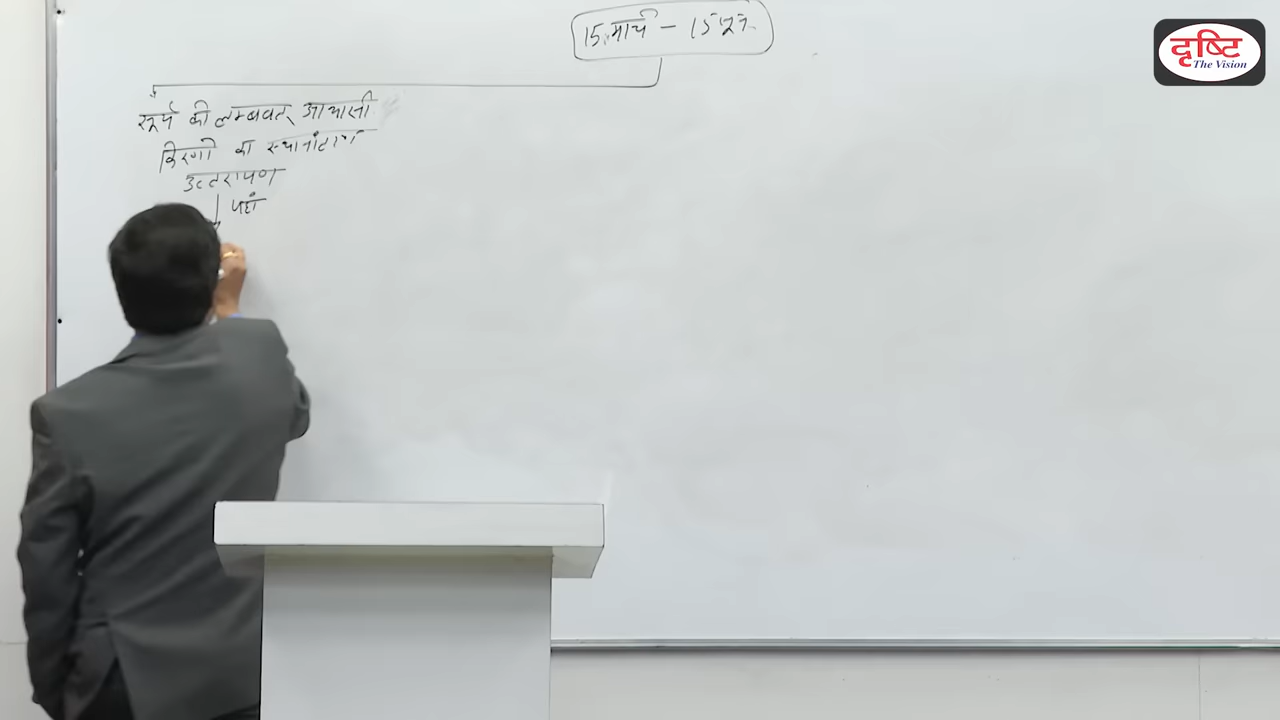 15 मार्च - 15 जून
दृष्टि
The Vision
सूर्य की लम्बवत् आभासी
किरणों का स्थानांतरण
उत्तरायण
यहाँ